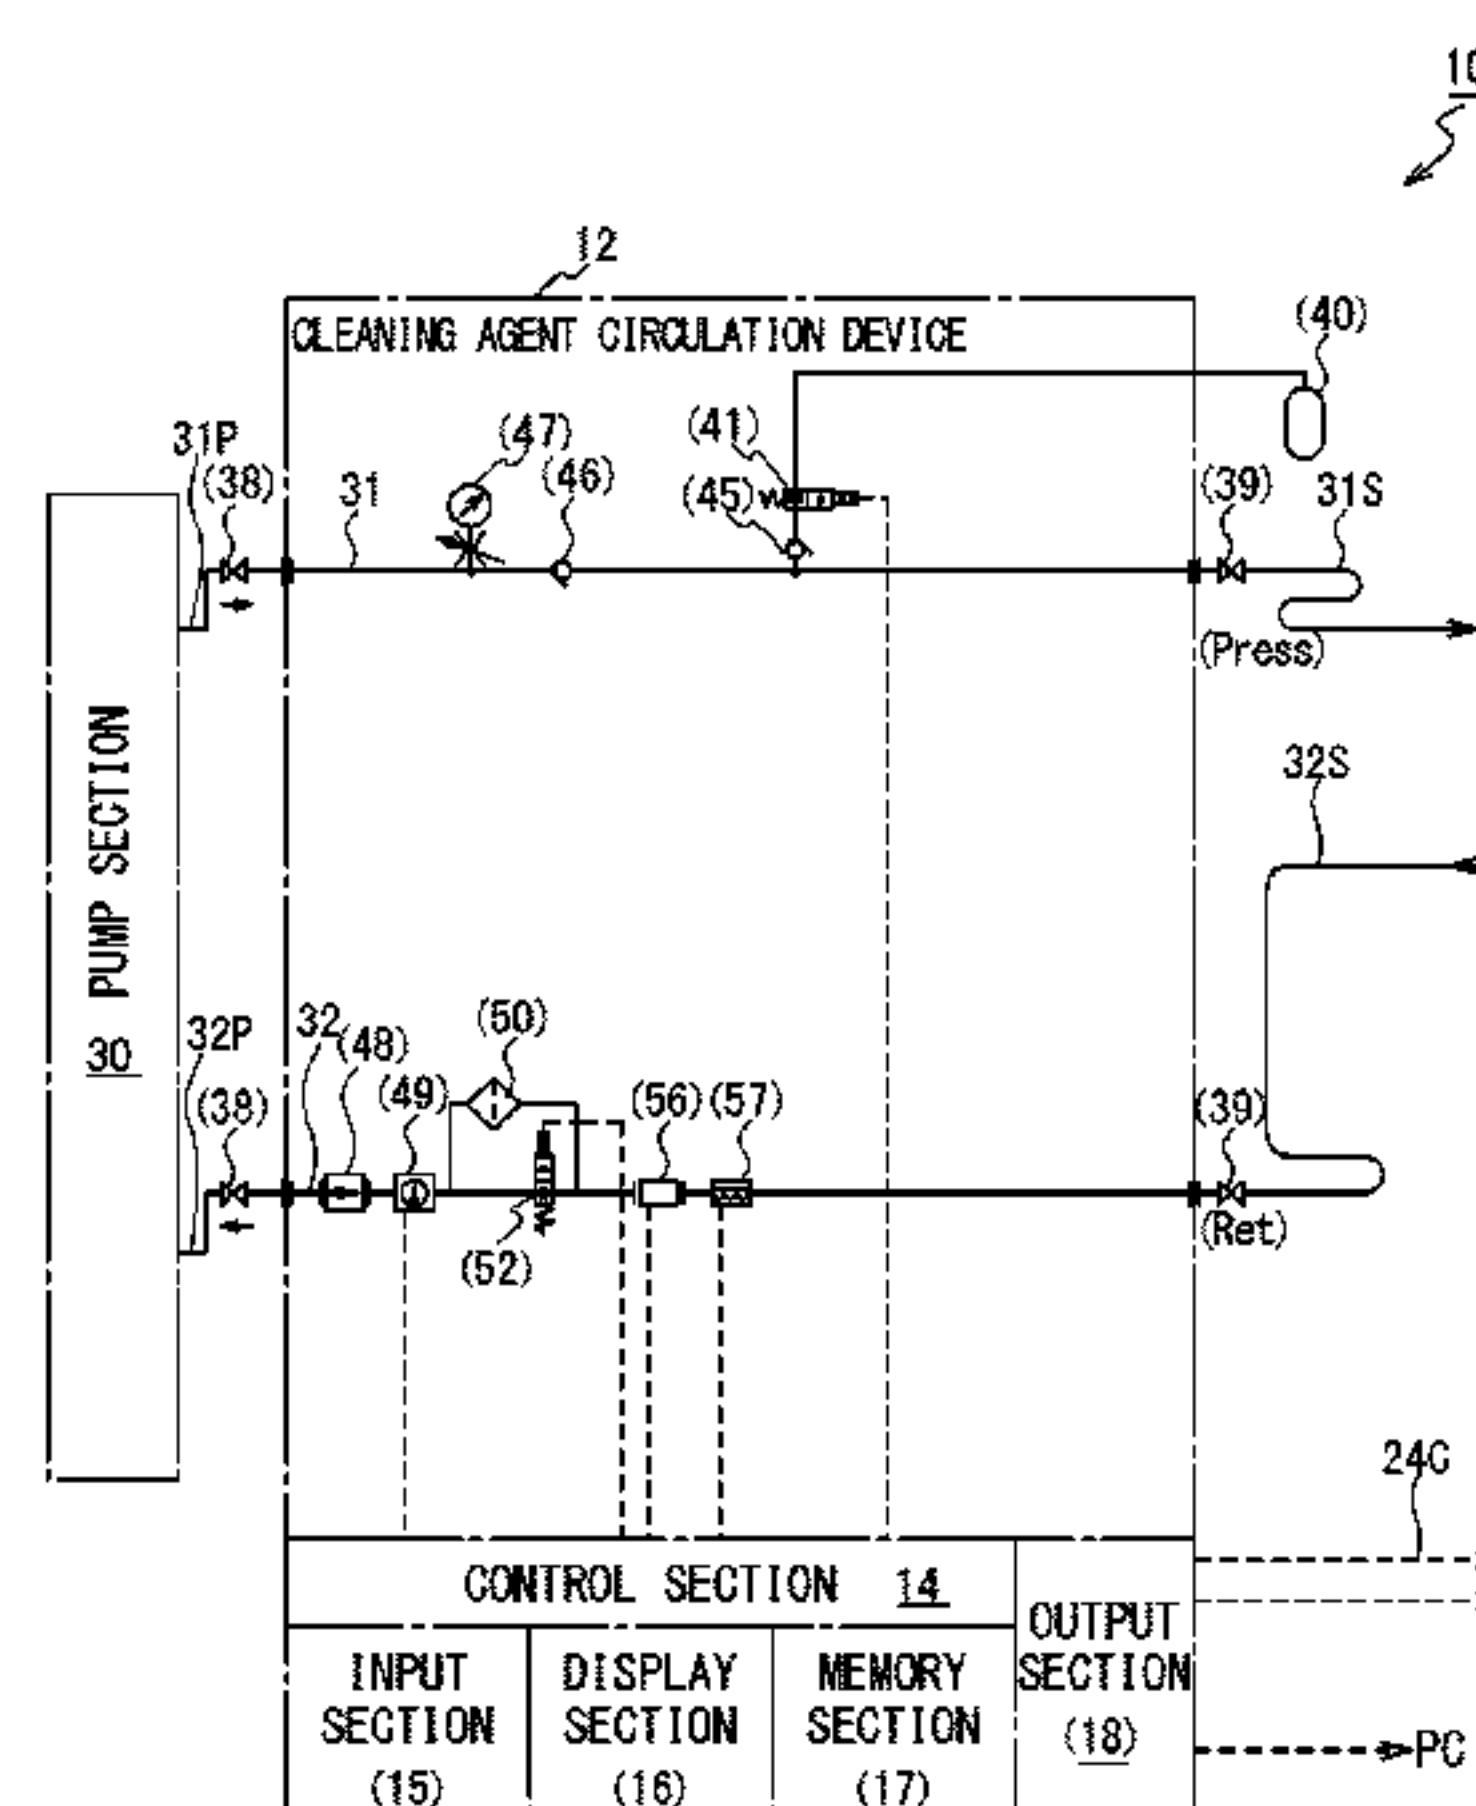 10
12
CLEANING AGENT CIRCULATION DEVICE
(40)
31P
(38)
31
(47)
(46)
(41)
(45)
(39)
31S
(Press)
PUMP SECTION
30
32S
32P
(38)
32
(48)
(49)
(50)
(52)
(56)
(57)
(39)
(Ret)
24C
CONTROL SECTION 14
INPUT
SECTION
(15)
DISPLAY
SECTION
(16)
MEMORY
SECTION
(17)
OUTPUT
SECTION
(18)
PC